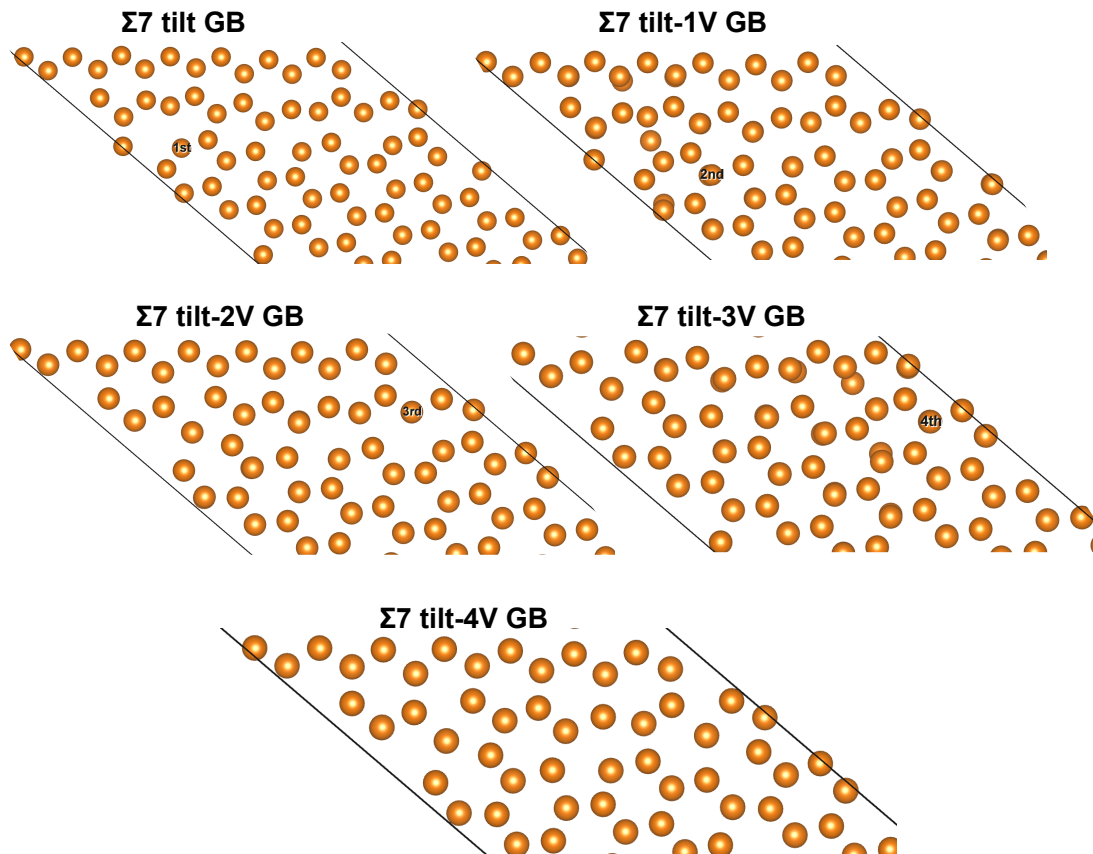 Σ7 tilt GB
Σ7 tilt-1V GB
1st
2nd
Σ7 tilt-2V GB
Σ7 tilt-3V GB
3rd
4th
Σ7 tilt-4V GB